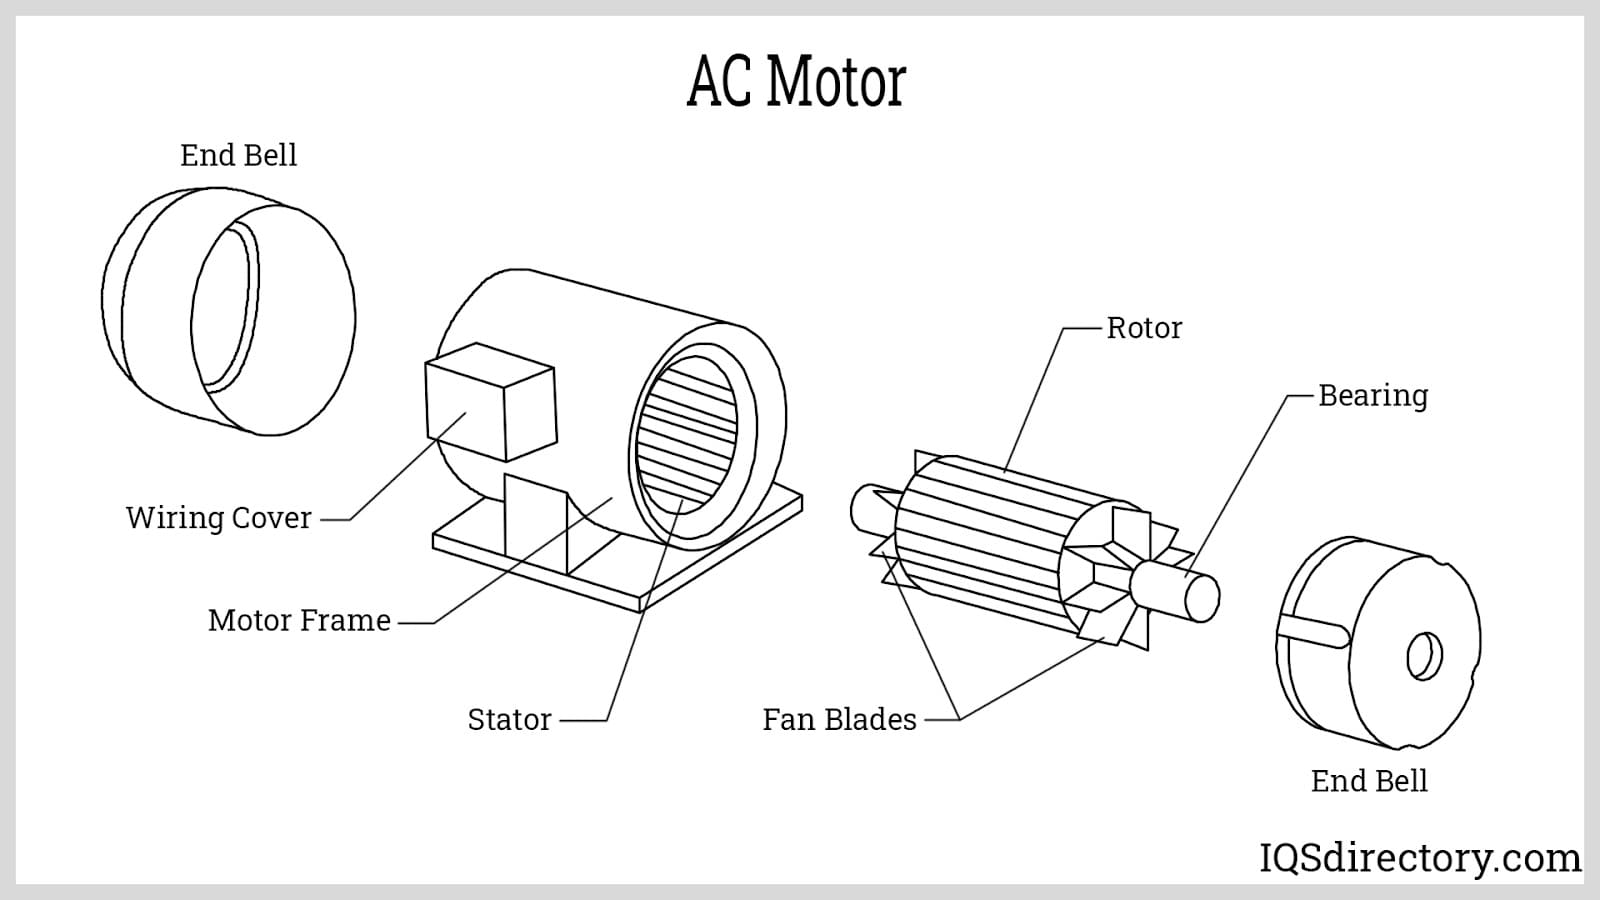 AC Motor
End Bell
Rotor
Bearing
Wiring Cover
Motor Frame
Stator
Fan Blades
End Bell
IQSdirectory.com